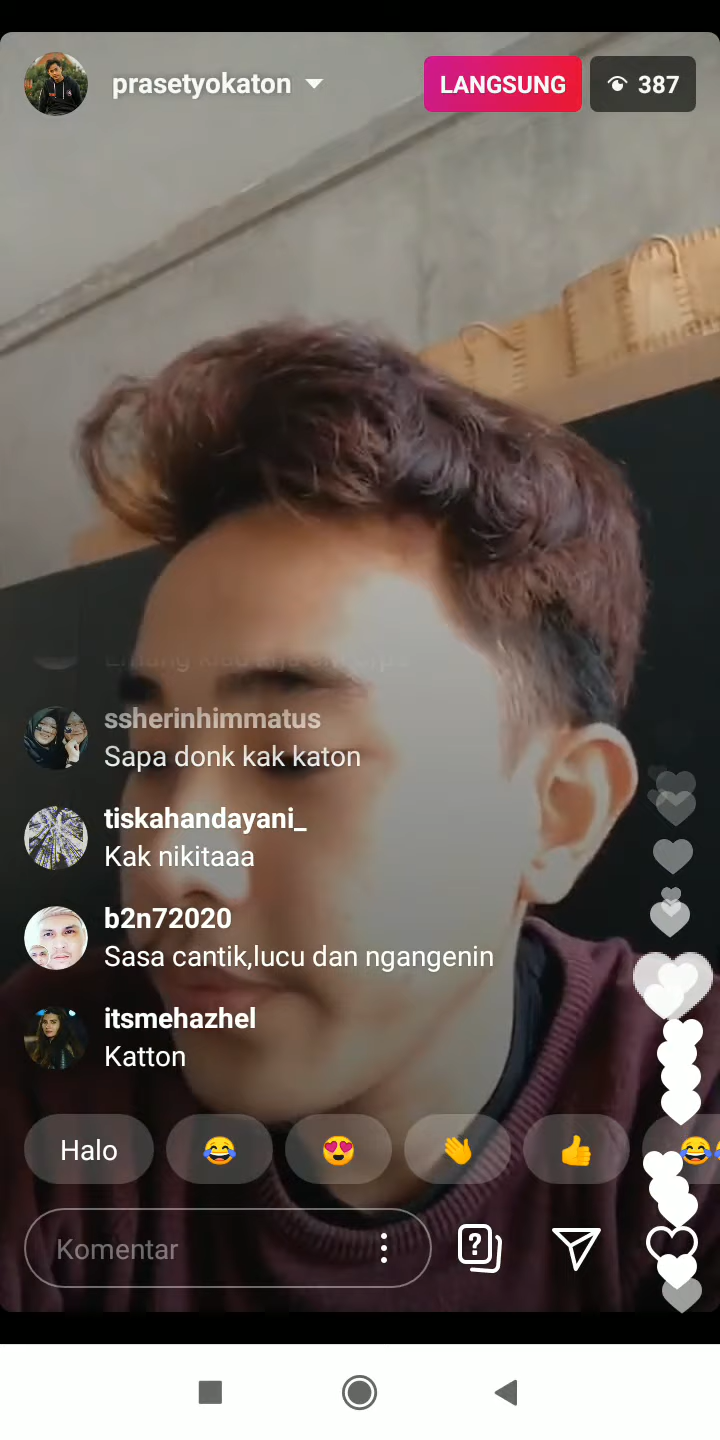 prasetyokaton
LANGSUNG
387
ssherinhimmatus
Sapa donk kak katon
tiskahandayani_
Kak nikitaaa
b2n72020
Sasa cantik,lucu dan ngangenin
itsmehazhel
Katton
Halo
Komentar